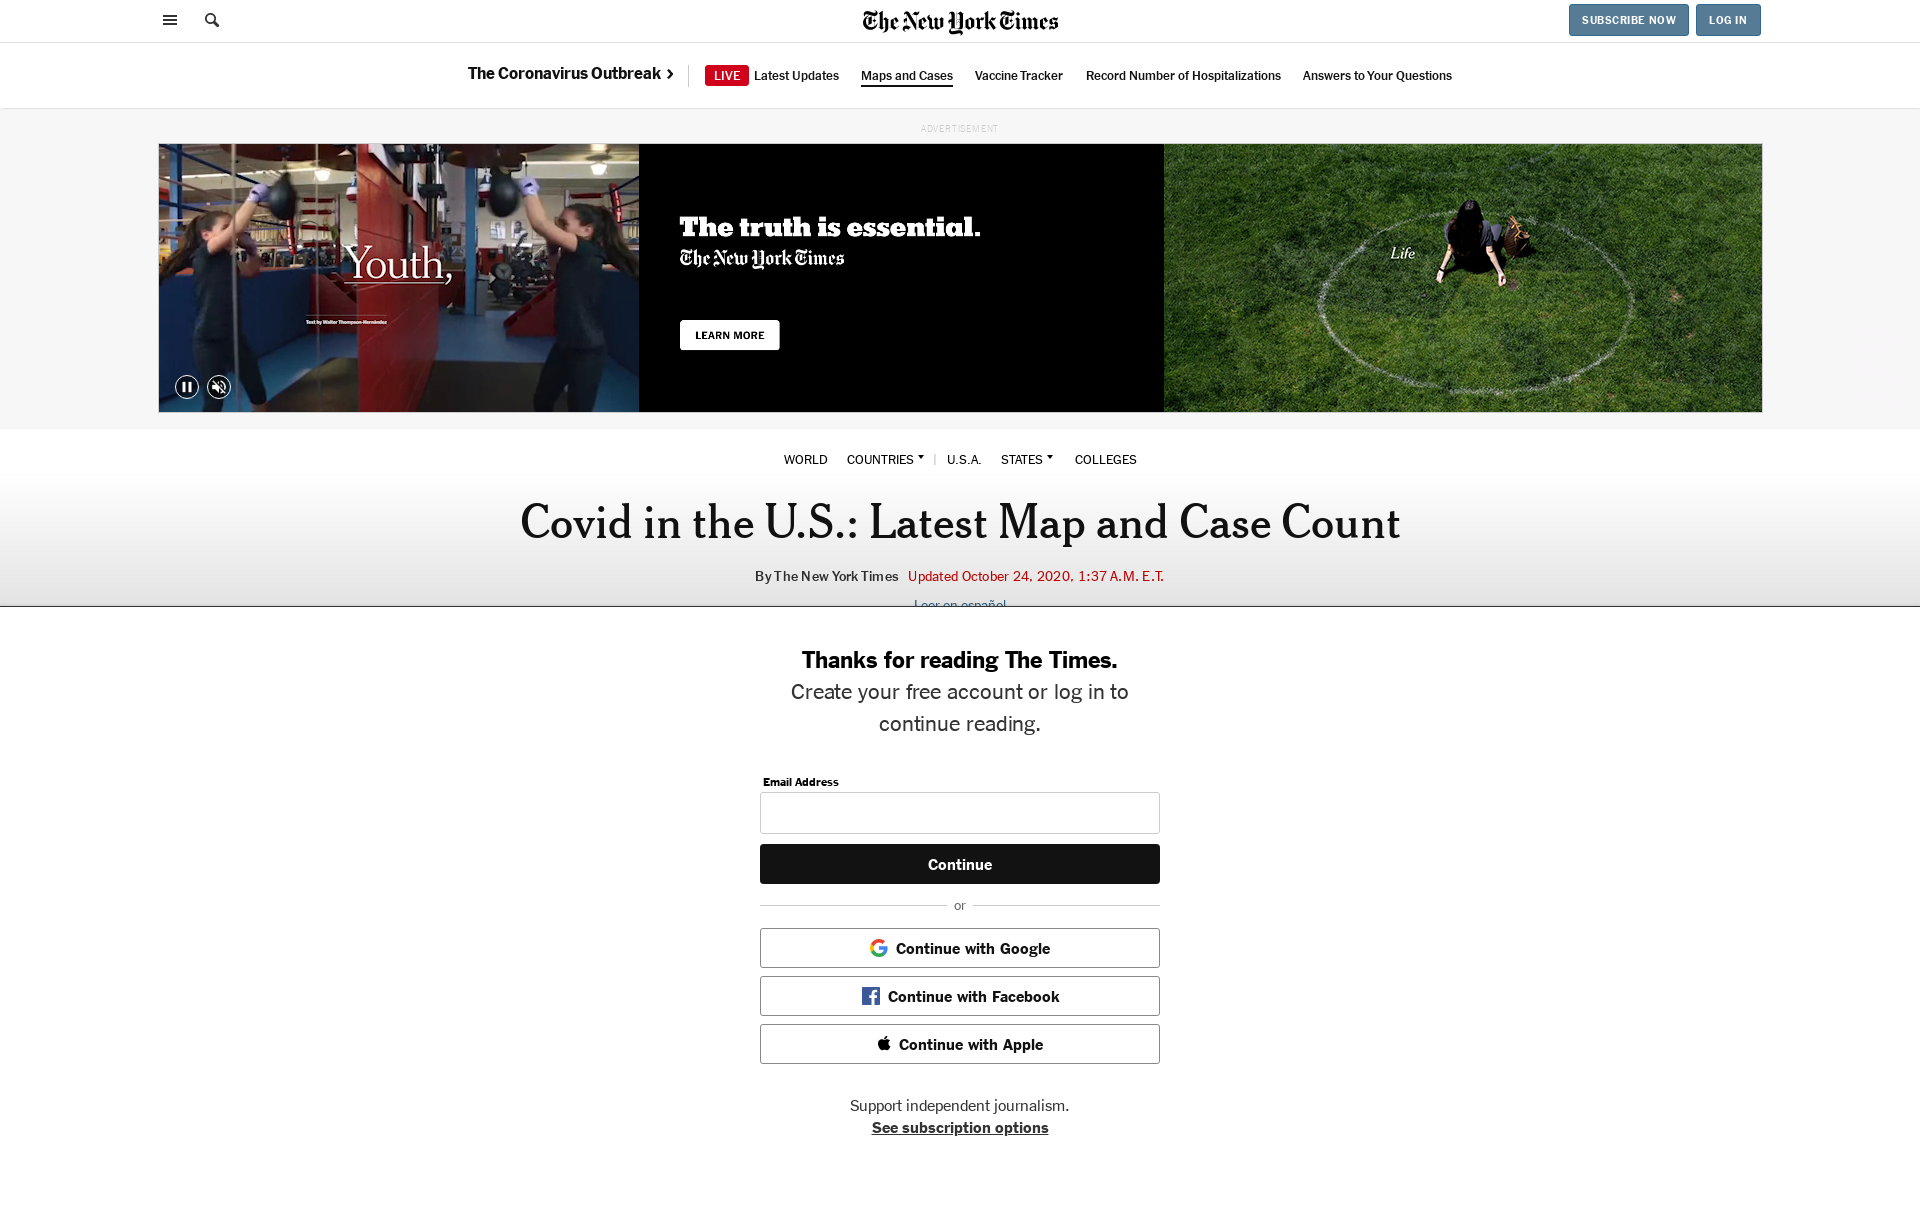 The New York Times
SUBSCRIBE NOW
LOG IN
The Coronavirus Outbreak
LIVE Latest Updates
Maps and Cases
Vaccine Tracker
Record Number of Hospitalizations
Answers to Your Questions
ADVERTISEMENT
Youth,
Text by Walter Thompson-Hernández
The truth is essential.
The New York Times
LEARN MORE
Life
WORLD
COUNTRIES
U.S.A.
STATES
COLLEGES
Covid in the U.S.: Latest Map and Case Count
By The New York Times Updated October 24, 2020, 1:37 A.M. E.T.
Leer en español
Thanks for reading The Times.
Create your free account or log in to
continue reading.
Email Address
Continue
or
Continue with Google
Continue with Facebook
Continue with Apple
Support independent journalism.
See subscription options